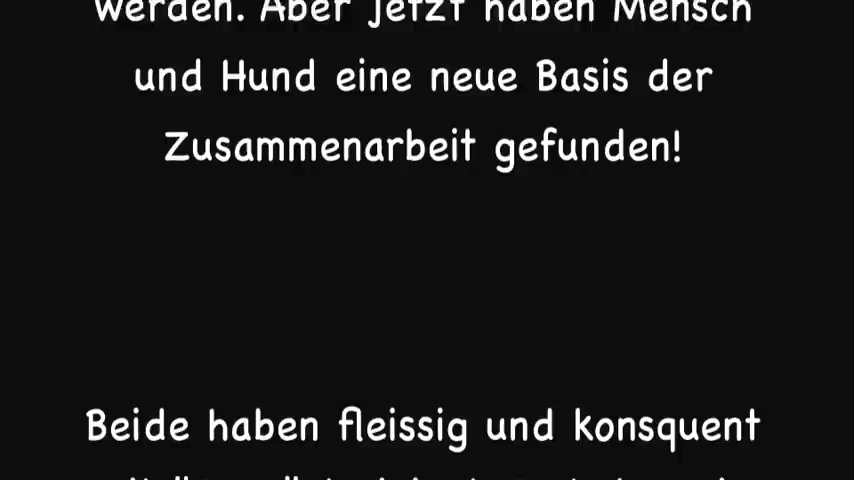 werden. Aber jetzt haben Mensch
und Hund eine neue Basis der
Zusammenarbeit gefunden!
Beide haben fleissig und konsquent